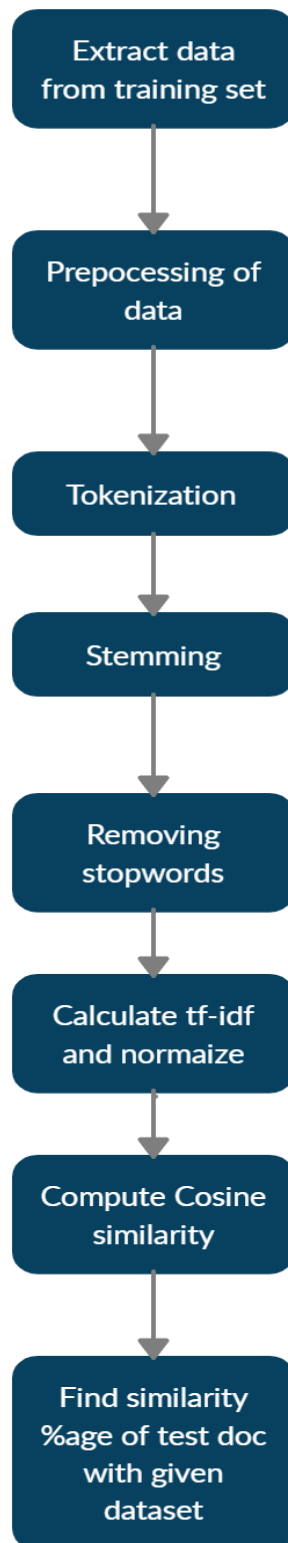 Extract data
from training set
Prepocessing of
data
Tokenization
Stemming
Removing
stopwords
Calculate tf-idf
and normaize
Compute Cosine
similarity
Find similarity
%age of test doc
with given
dataset